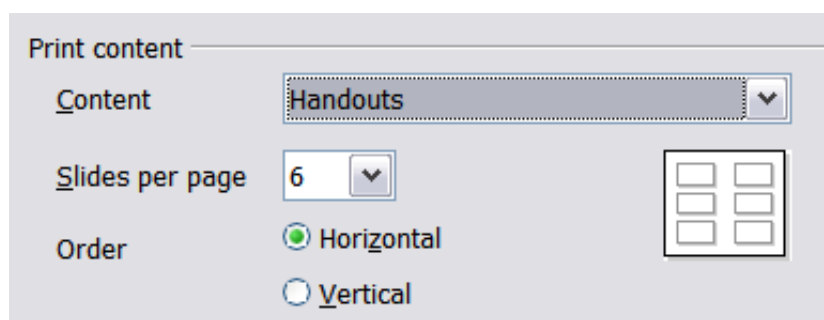 Print content
Content Handouts
Slides per page 6
Order Horizontal
Vertical